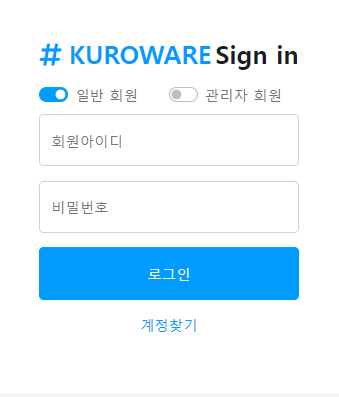 # KUROWARE Sign in
일반 회원 관리자 회원
회원아이디
비밀번호
로그인
계정찾기